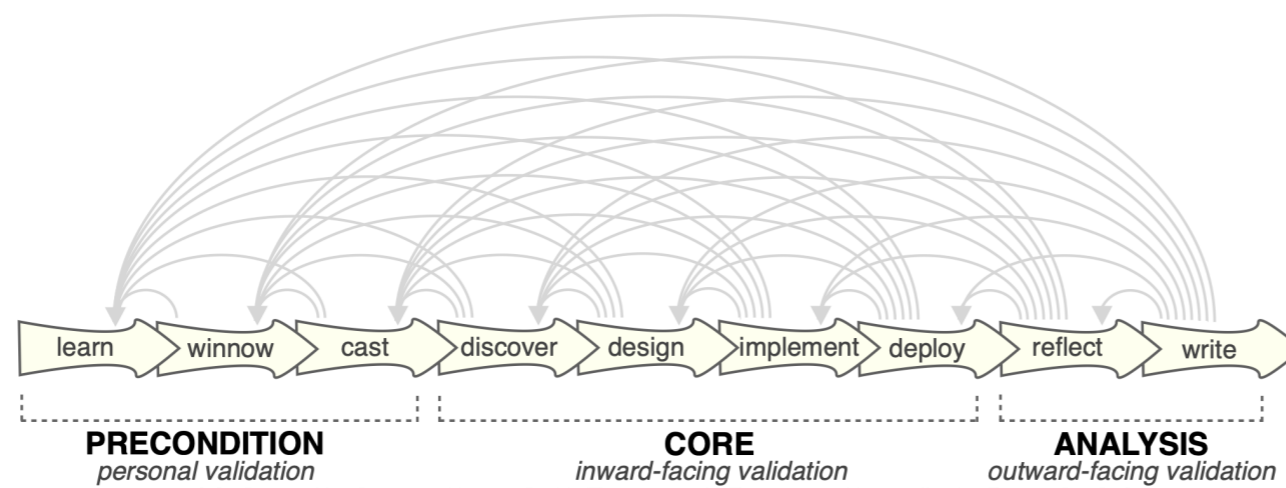 learn winnow cast discover design implement deploy reflect write
PRECONDITION CORE ANALYSIS
personal validation inward-facing validation outward-facing validation